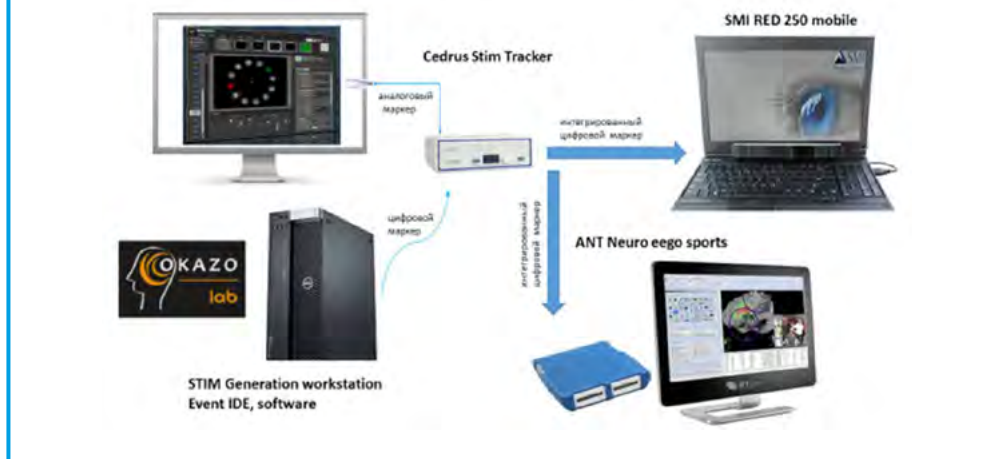 SMI RED 250 mobile
Cedrus Stim Tracker
аналоговый
маркер
интегрированный
цифровой маркер
цифровой
маркер
интегрированный
цифровой маркер
ANT Neuro eego sports
OKAZO
lab
STIM Generation workstation
Event IDE, software